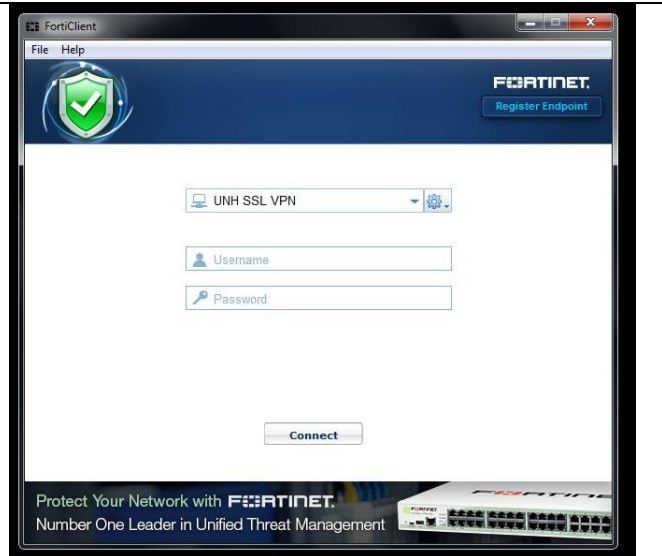 FortiClient
File Help
FORTINET.
Register Endpoint
UNH SSL VPN
Username
Password
Connect
Protect Your Network with FORTINET.
Number One Leader in Unified Threat Management
FORTINET